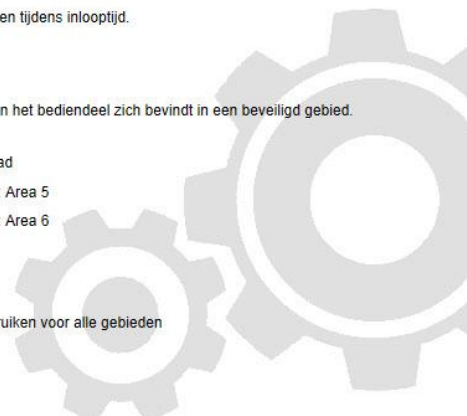 en tijdens inlooptijd.
n het bediendeel zich bevindt in een beveiligd gebied.
ad
Area 5
Area 6
ruiken voor alle gebieden